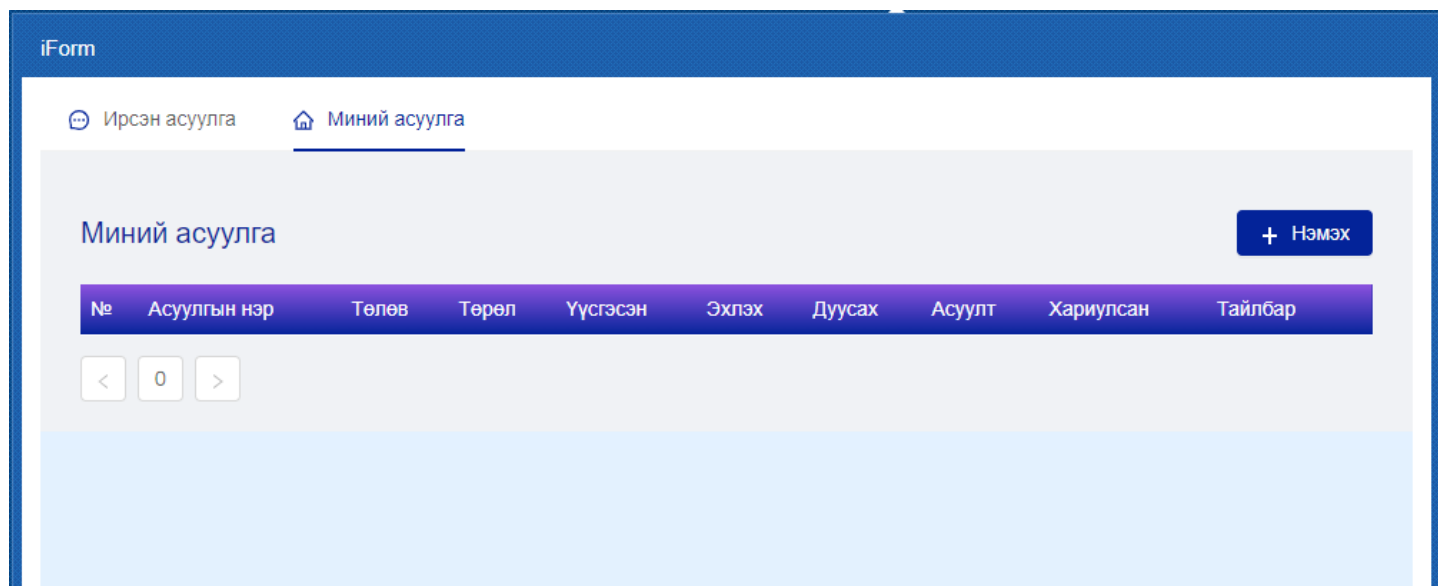 iForm
Ирсэн асуулга Миний асуулга
Миний асуулга
+ Нэмэх
№ Асуулгын нэр Төлөв Төрөл Үүсгэсэн Эхлэх Дуусах Асуулт Хариулсан Тайлбар
< 0 >